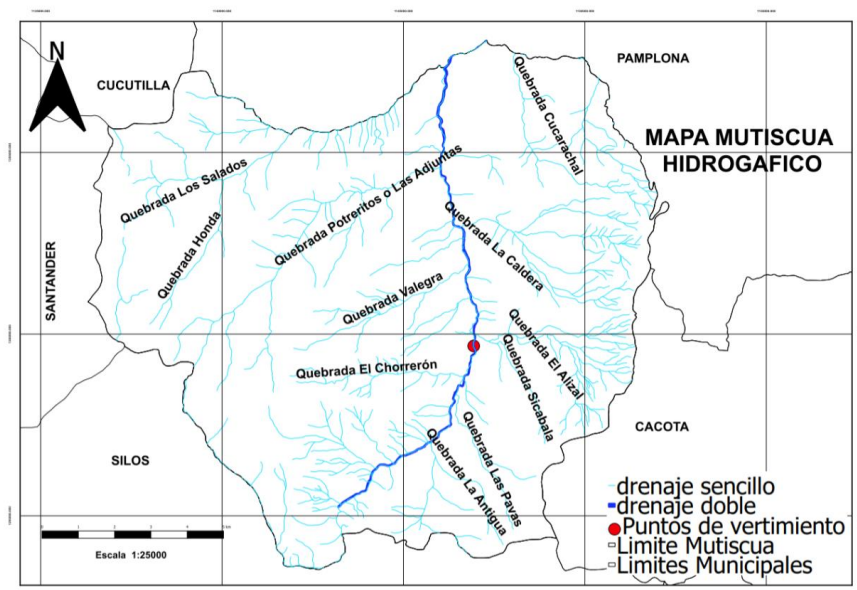 N
CUCUTILLA
PAMPLONA
MAPA MUTISCUA
HIDROGAFICO
Quebrada Cucarachal
Quebrada Los Salados
Quebrada Potreritos o Las Adjuntas
Quebrada Honda
Quebrada La Caldera
SANTANDER
Quebrada Valegra
Quebrada El Alizal
Quebrada Sicabala
Quebrada El Chorrerón
CACOTA
SILOS
Quebrada Las Pavas
Quebrada La Antigua
Escala 1:25000
drenaje sencillo
drenaje doble
Puntos de vertimiento
Limite Mutiscua
Limites Municipales